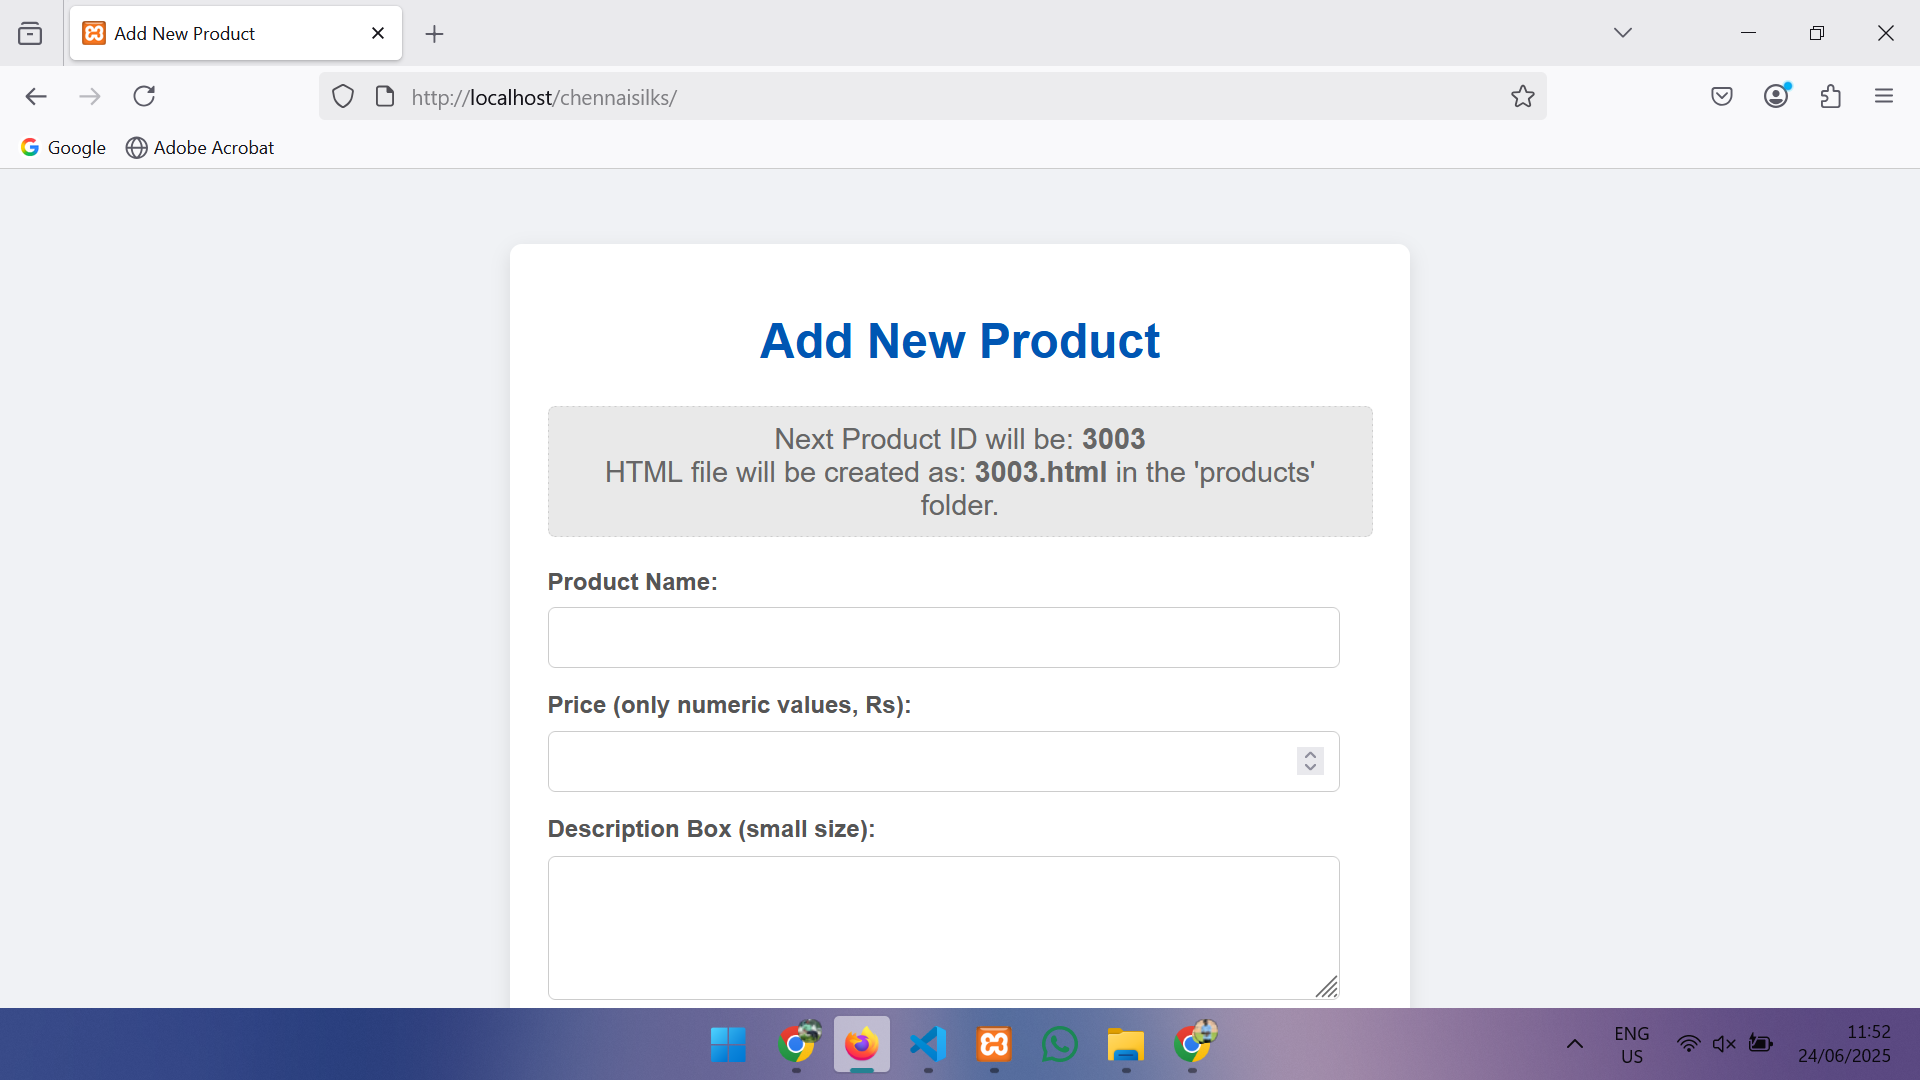 Add New Product
http://localhost/chennaisilks/
Google
Adobe Acrobat
Add New Product
Next Product ID will be: 3003
HTML file will be created as: 3003.html in the 'products'
folder.
Product Name:
Price (only numeric values, Rs):
Description Box (small size):
ENG
US
11:52
24/06/2025